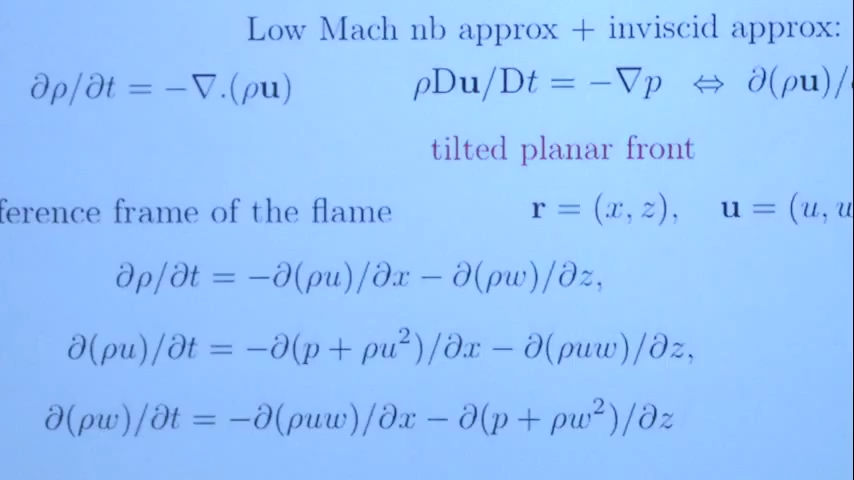 Low Mach nb approx + inviscid approx:
∂ρ/∂t = −∇.(ρ𝐮) ρD𝐮/Dt = −∇p ⇔ ∂(ρ𝐮)/
tilted planar front
ference frame of the flame 𝐫 = (x, z), 𝐮 = (u, u
∂ρ/∂t = −∂(ρu)/∂x − ∂(ρw)/∂z,
∂(ρu)/∂t = −∂(p + ρu²)/∂x − ∂(ρuw)/∂z,
∂(ρw)/∂t = −∂(ρuw)/∂x − ∂(p + ρw²)/∂z